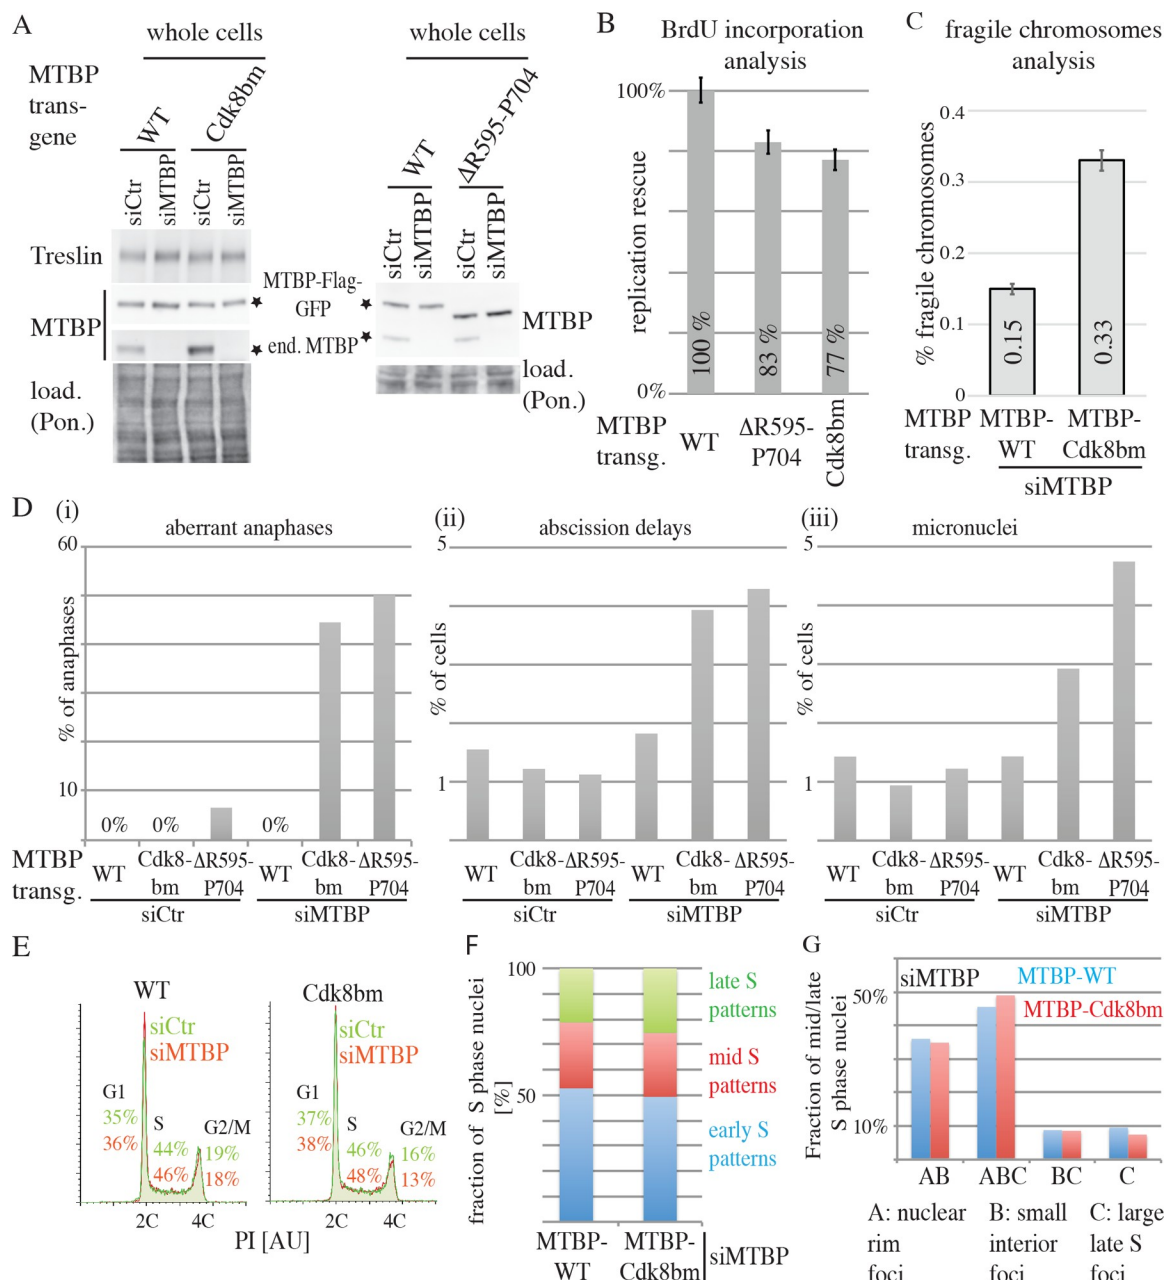 A
whole cells
whole cells
MTBP
trans-
gene
WT
Cdk8bm
WT
ΔR595-P704
siCtr
siMTBP
siCtr
siMTBP
siCtr
siMTBP
siCtr
siMTBP
Treslin
MTBP
MTBP-Flag-
GFP
end. MTBP
MTBP
load.
(Pon.)
load.
(Pon.)
B
BrdU incorporation
analysis
replication rescue
100%
0%
100 %
83 %
77 %
MTBP
transg.
WT
ΔR595-
P704
Cdk8bm
C
fragile chromosomes
analysis
% fragile chromosomes
0.4
0.3
0.2
0.1
0
0.15
0.33
MTBP
transg.
MTBP-
WT
MTBP-
Cdk8bm
siMTBP
D
(i)
aberrant anaphases
60
10
% of anaphases
0%
0%
0%
MTBP
transg.
WT
Cdk8-
bm
ΔR595-
P704
WT
Cdk8-
bm
ΔR595-
P704
siCtr
siMTBP
(ii)
abscission delays
5
1
% of cells
WT
Cdk8-
bm
ΔR595-
P704
WT
Cdk8-
bm
ΔR595-
P704
siCtr
siMTBP
(iii)
micronuclei
5
1
% of cells
WT
Cdk8-
bm
ΔR595-
P704
WT
Cdk8-
bm
ΔR595-
P704
siCtr
siMTBP
E
WT
siCtr
siMTBP
G1
35%
36%
S
44%
46%
G2/M
19%
18%
2C
4C
Cdk8bm
siCtr
siMTBP
G1
37%
38%
S
46%
48%
G2/M
16%
13%
2C
4C
PI [AU]
F
fraction of S phase nuclei
[%]
100
50
late S
patterns
mid S
patterns
early S
patterns
MTBP-
WT
MTBP-
Cdk8bm
siMTBP
G
Fraction of mid/late
S phase nuclei
siMTBP
MTBP-WT
MTBP-Cdk8bm
50%
10%
AB
ABC
BC
C
A: nuclear
rim
foci
B: small
interior
foci
C: large
late S
foci